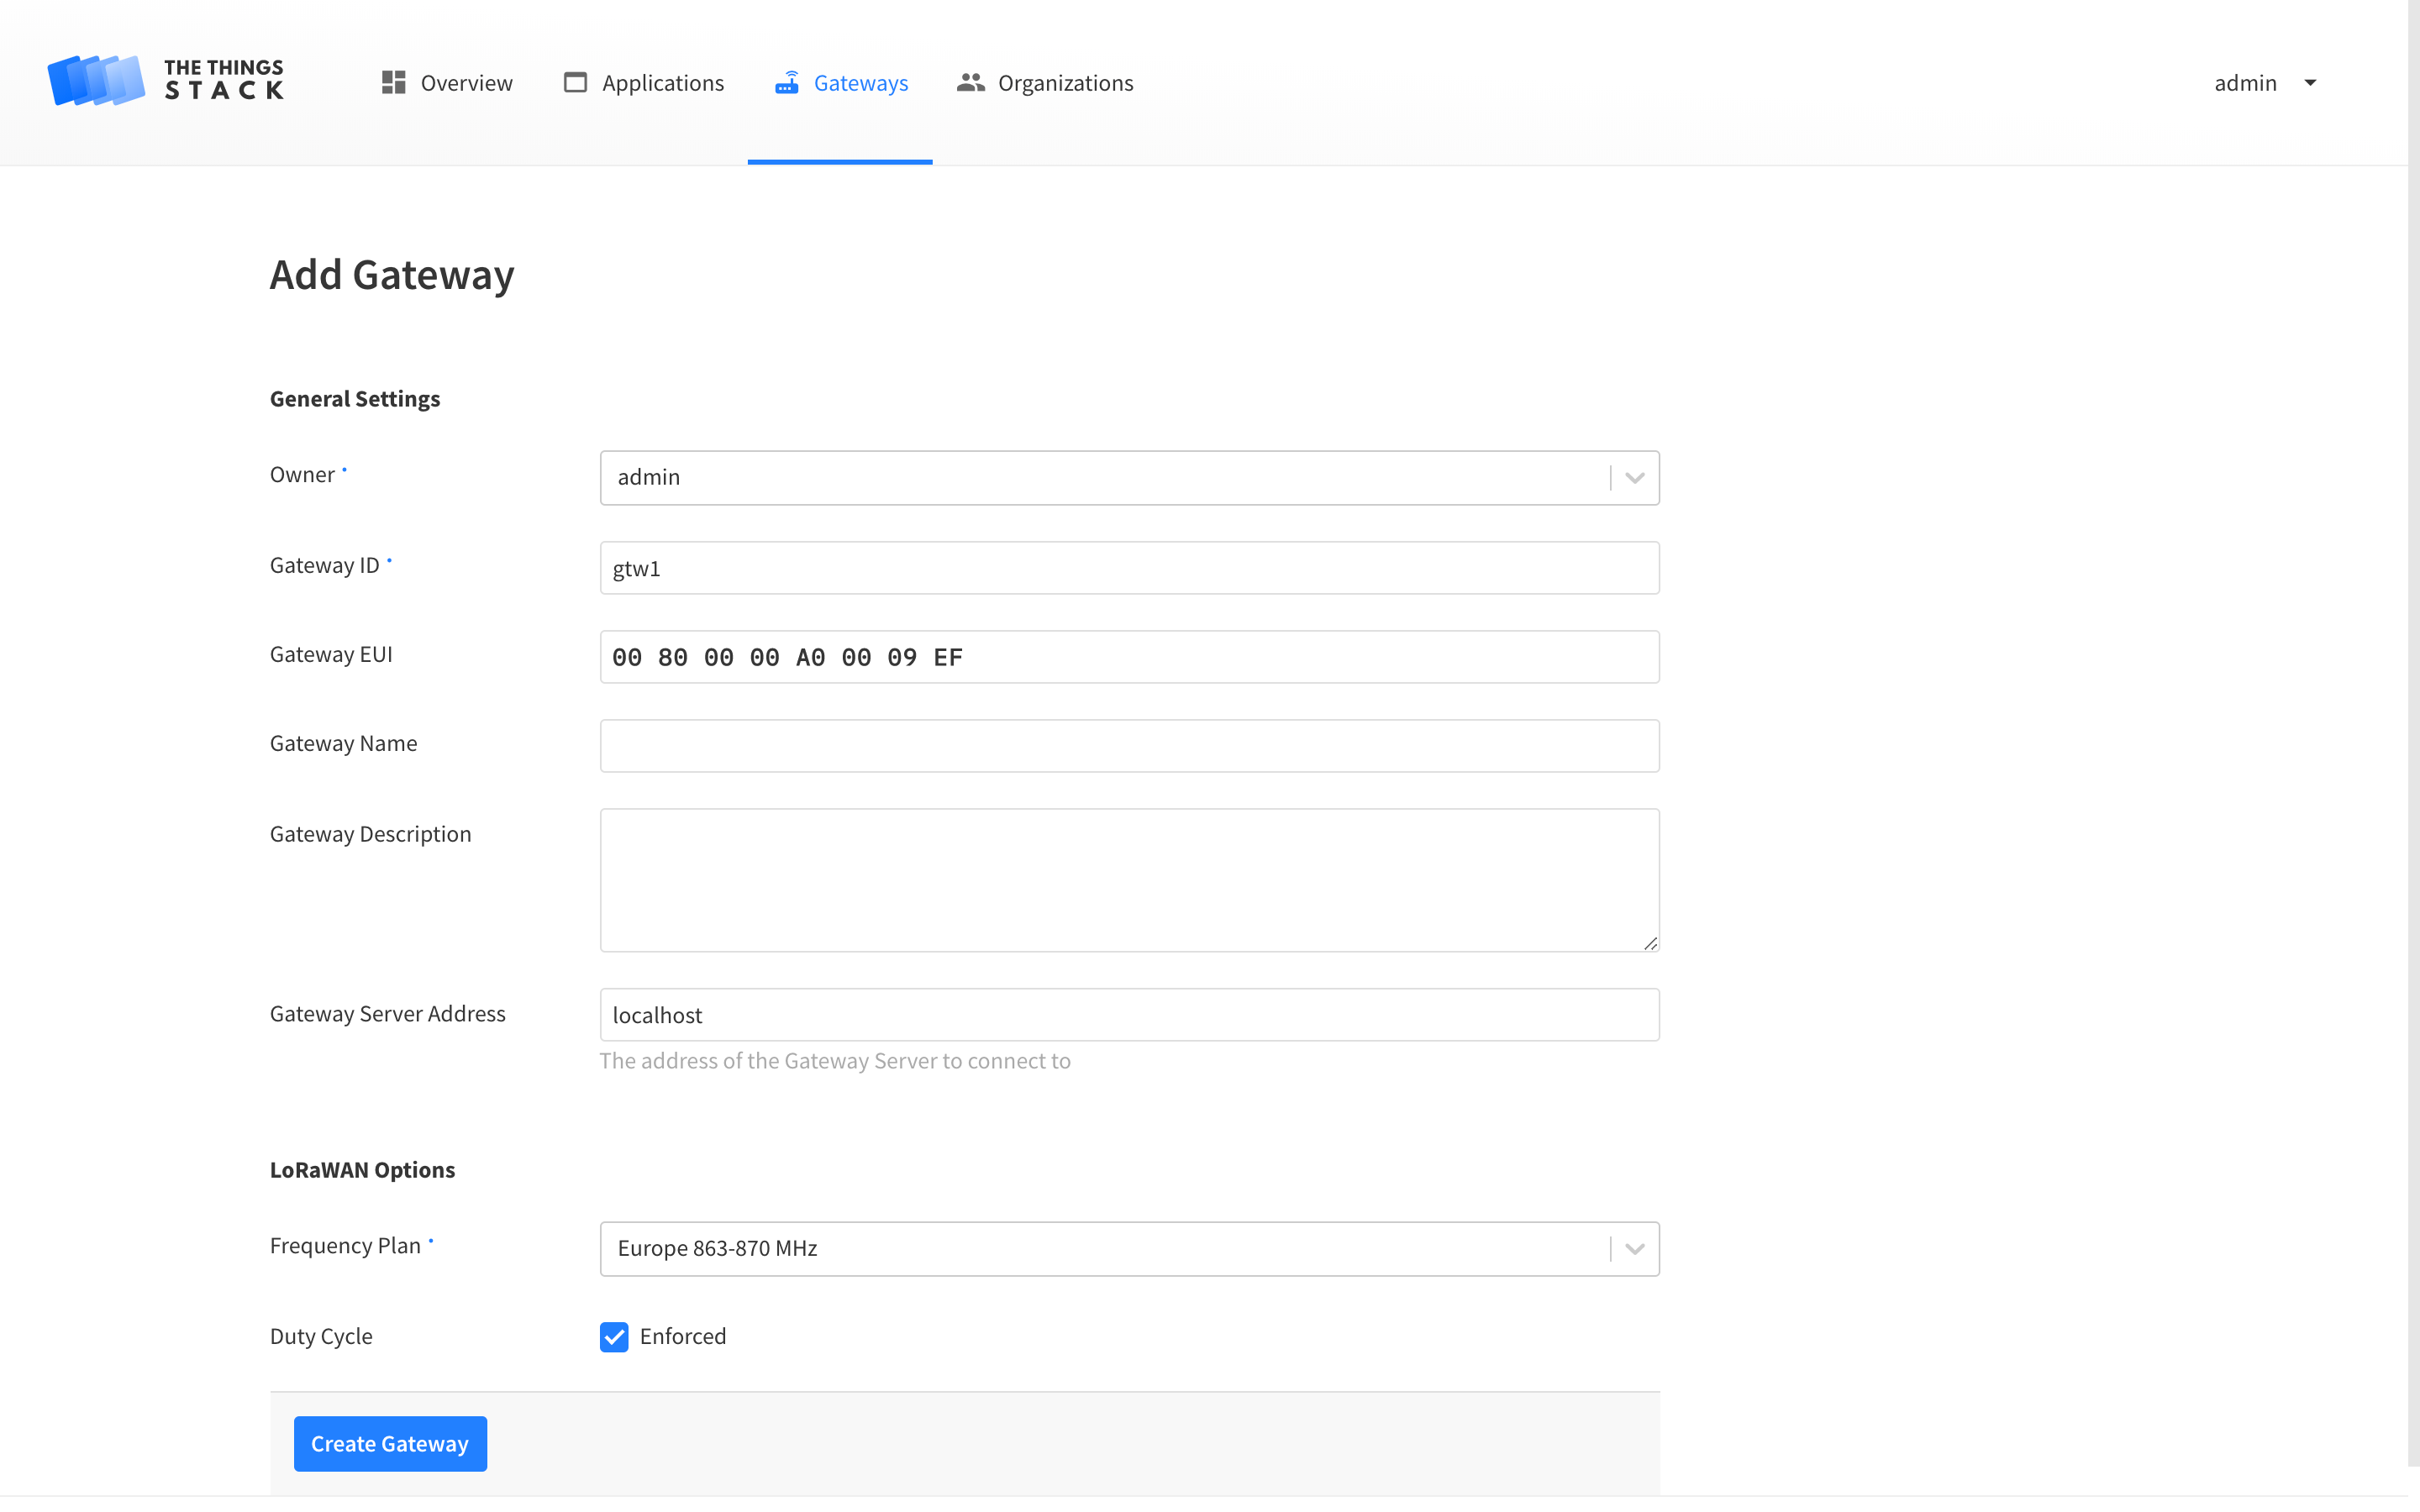 THE THINGS
STACK
Overview
Applications
Gateways
Organizations
admin
Add Gateway
General Settings
Owner
admin
Gateway ID
gtw1
Gateway EUI
00 80 00 00 A0 00 09 EF
Gateway Name
Gateway Description
Gateway Server Address
localhost
The address of the Gateway Server to connect to
LoRaWAN Options
Frequency Plan
Europe 863-870 MHz
Duty Cycle
Enforced
Create Gateway